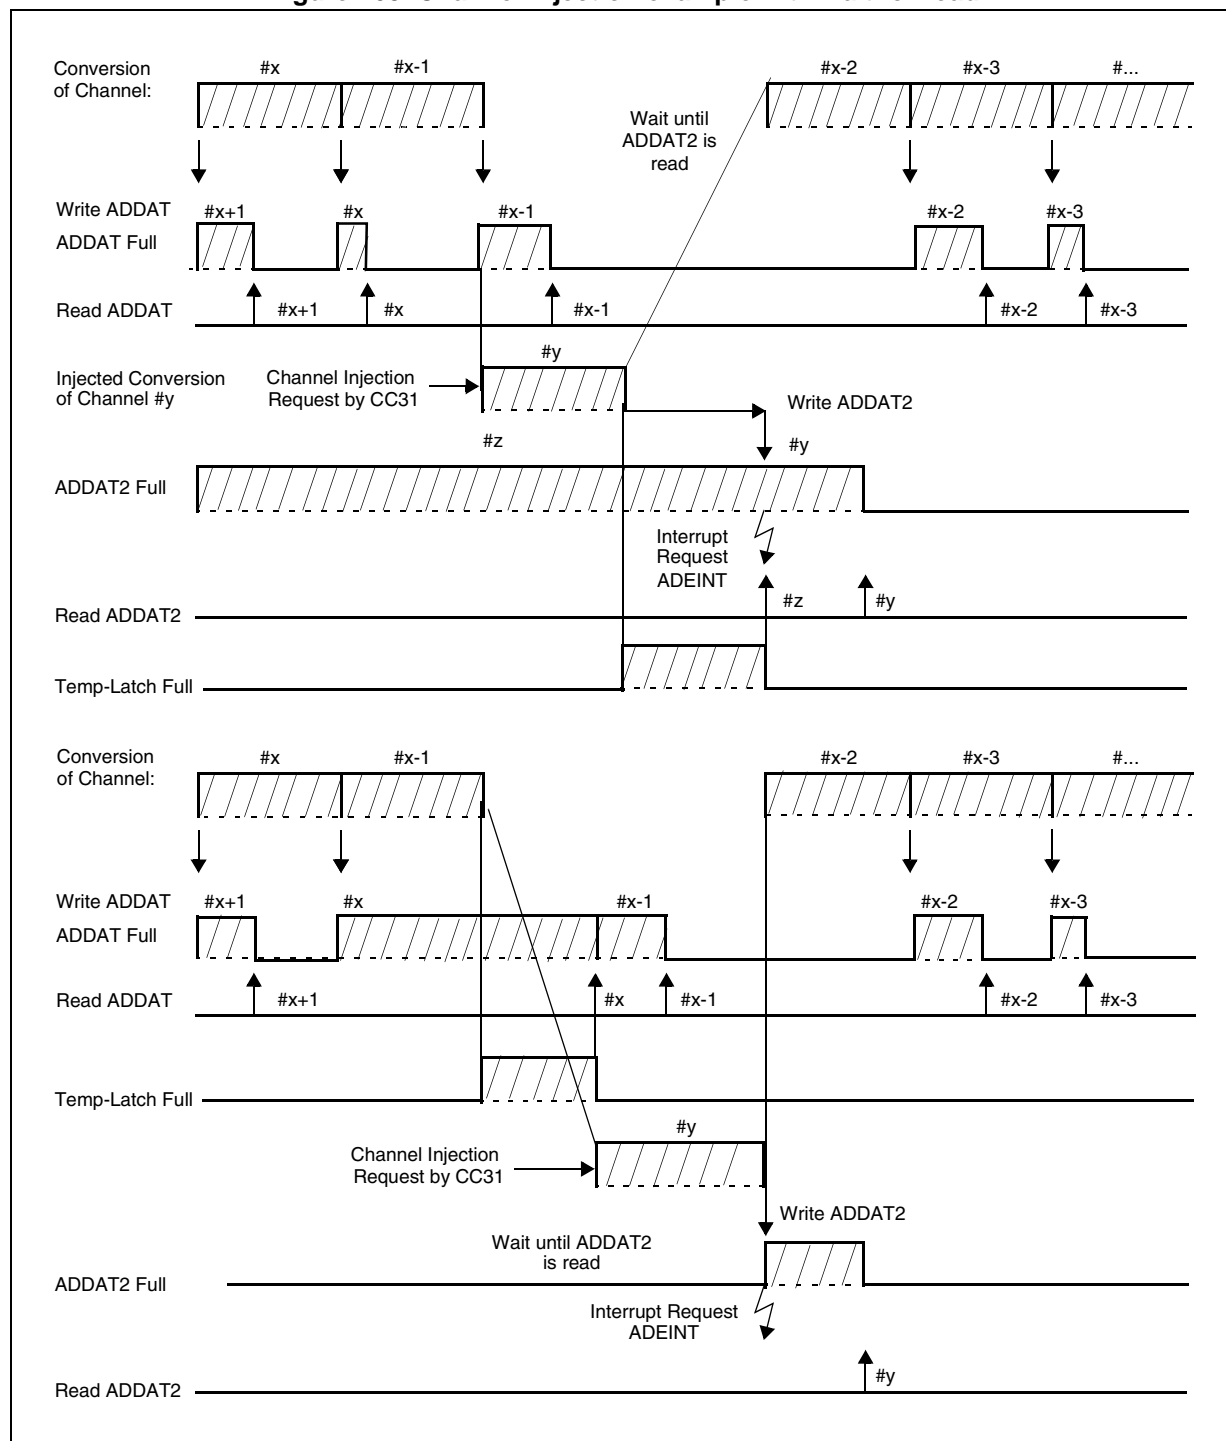 Conversion
of Channel:
#x
#x-1
#x-2
#x-3
#...
Wait until
ADDAT2 is
read
Write ADDAT
ADDAT Full
#x+1
#x
#x-1
#x-2
#x-3
Read ADDAT
#x+1
#x
#x-1
#x-2
#x-3
Injected Conversion
of Channel #y
Channel Injection
Request by CC31
#y
Write ADDAT2
#z
#y
ADDAT2 Full
Interrupt
Request
ADEINT
Read ADDAT2
#z
#y
Temp-Latch Full
Conversion
of Channel:
#x
#x-1
#x-2
#x-3
#...
Write ADDAT
ADDAT Full
#x+1
#x
#x-1
#x-2
#x-3
Read ADDAT
#x+1
#x
#x-1
#x-2
#x-3
Temp-Latch Full
#y
Channel Injection
Request by CC31
Write ADDAT2
Wait until ADDAT2
is read
ADDAT2 Full
Interrupt Request
ADEINT
#y
Read ADDAT2